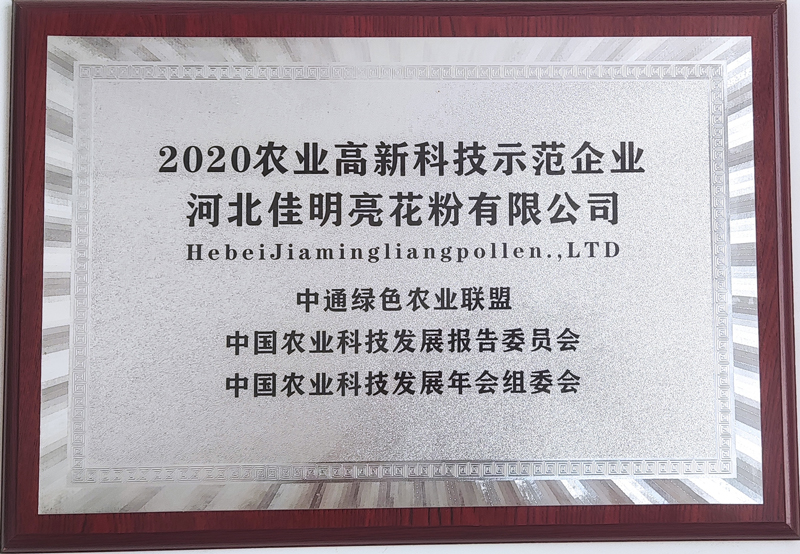 2020农业高新科技示范企业
河北佳明亮花粉有限公司
HebeiJiamingliangpollen.,LTD
中通绿色农业联盟
中国农业科技发展报告委员会
中国农业科技发展年会组委会